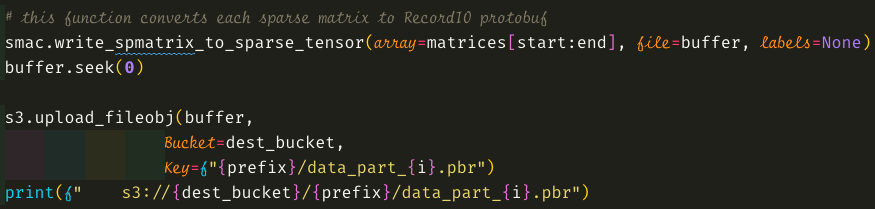 # this function converts each sparse matrix to RecordIO protobuf
smac.write_spmatrix_to_sparse_tensor(array=matrices[start:end], file=buffer, labels=None)
buffer.seek(0)
s3.upload_fileobj(buffer,
Bucket=dest_bucket,
Key=f"{prefix}/data_part_{i}.pbr")
print(f"    s3://{dest_bucket}/{prefix}/data_part_{i}.pbr")